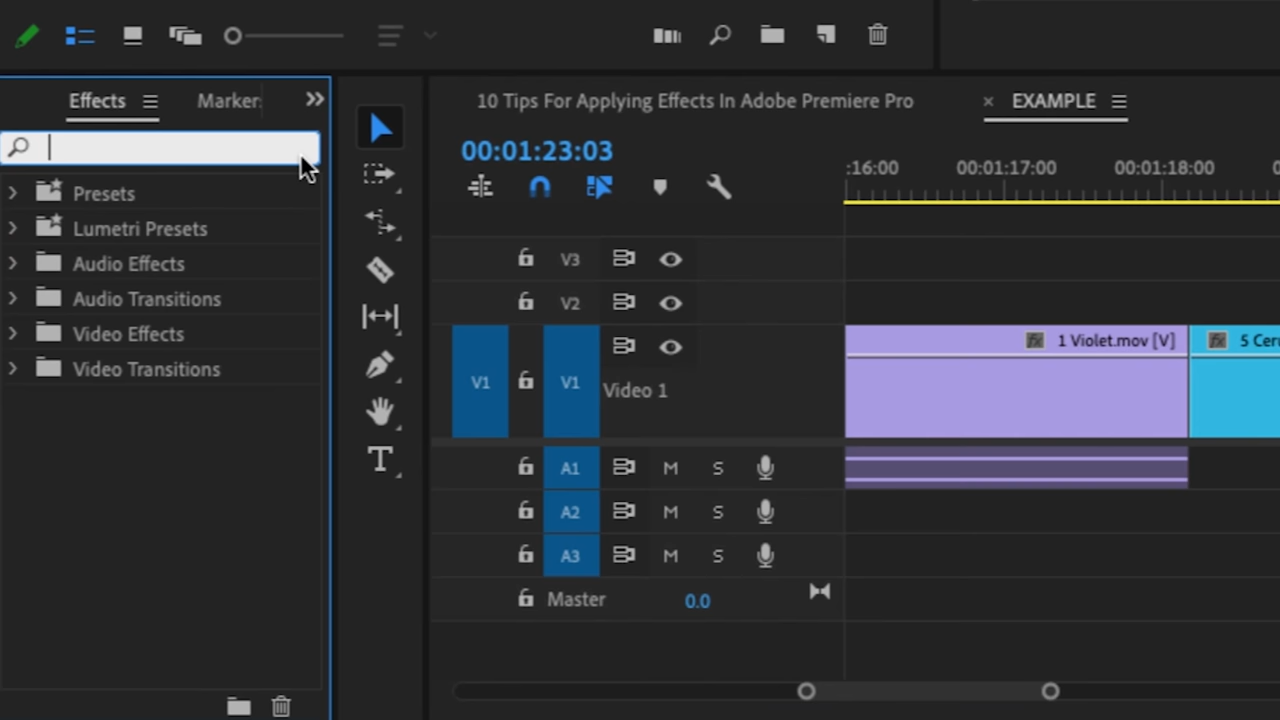 Effects
Marker
Presets
Lumetri Presets
Audio Effects
Audio Transitions
Video Effects
Video Transitions
T
10 Tips For Applying Effects In Adobe Premiere Pro
× EXAMPLE
00:01:23:03
:16:00 00:01:17:00 00:01:18:00
V3
V2
V1 V1
Video 1
1 Violet.mov [V]
fx 5
A1 M S
A2 M S
A3 M S
Master 0.0